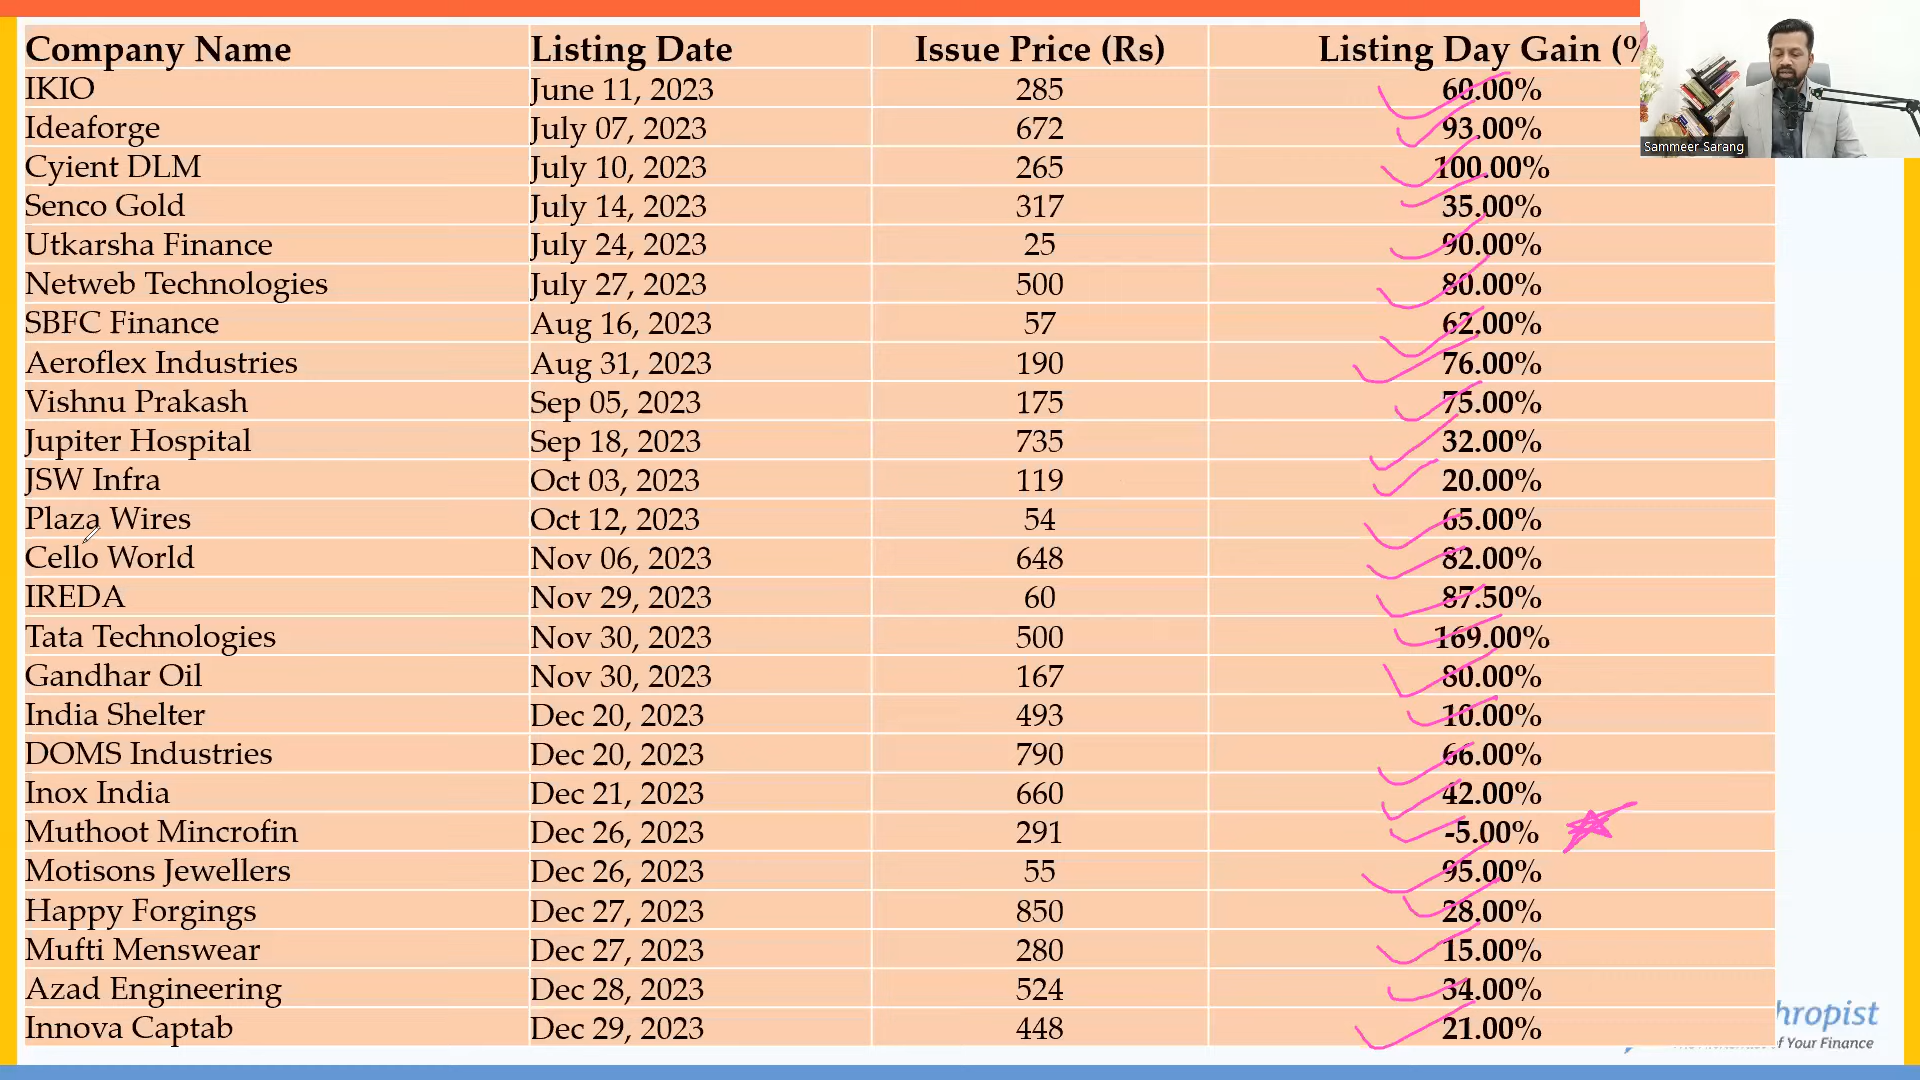 Company Name Listing Date Issue Price (Rs) Listing Day Gain (%
IKIO June 11, 2023 285 60.00%
Ideaforge July 07, 2023 672 93.00%
Cyient DLM July 10, 2023 265 100.00%
Senco Gold July 14, 2023 317 35.00%
Utkarsha Finance July 24, 2023 25 90.00%
Netweb Technologies July 27, 2023 500 80.00%
SBFC Finance Aug 16, 2023 57 62.00%
Aeroflex Industries Aug 31, 2023 190 76.00%
Vishnu Prakash Sep 05, 2023 175 75.00%
Jupiter Hospital Sep 18, 2023 735 32.00%
JSW Infra Oct 03, 2023 119 20.00%
Plaza Wires Oct 12, 2023 54 65.00%
Cello World Nov 06, 2023 648 82.00%
IREDA Nov 29, 2023 60 87.50%
Tata Technologies Nov 30, 2023 500 169.00%
Gandhar Oil Nov 30, 2023 167 80.00%
India Shelter Dec 20, 2023 493 10.00%
DOMS Industries Dec 20, 2023 790 66.00%
Inox India Dec 21, 2023 660 42.00%
Muthoot Mincrofin Dec 26, 2023 291 -5.00%
Motisons Jewellers Dec 26, 2023 55 95.00%
Happy Forgings Dec 27, 2023 850 28.00%
Mufti Menswear Dec 27, 2023 280 15.00%
Azad Engineering Dec 28, 2023 524 34.00%
Innova Captab Dec 29, 2023 448 21.00%
Sammeer Sarang
hropist
of Your Finance